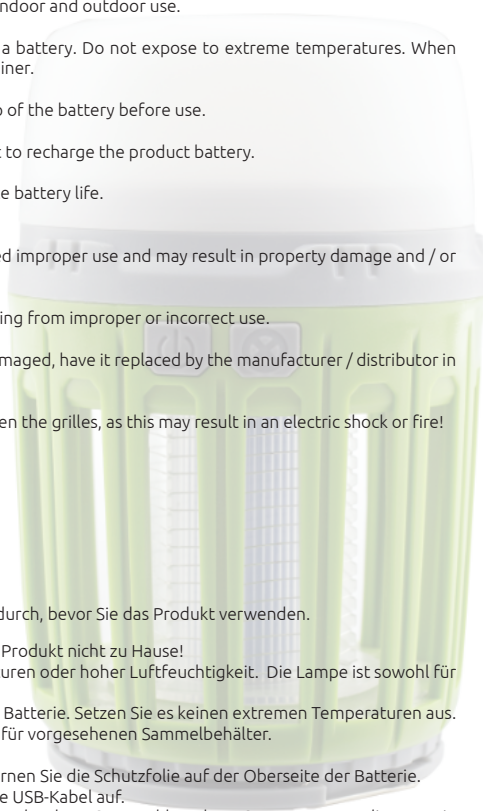 ndoor and outdoor use.
a battery. Do not expose to extreme temperatures. When
iner.
of the battery before use.
to recharge the product battery.
e battery life.
ed improper use and may result in property damage and / or
ing from improper or incorrect use.
maged, have it replaced by the manufacturer / distributor in
en the grilles, as this may result in an electric shock or fire!
durch, bevor Sie das Produkt verwenden.
Produkt nicht zu Hause!
uren oder hoher Luftfeuchtigkeit. Die Lampe ist sowohl für
Batterie. Setzen Sie es keinen extremen Temperaturen aus.
für vorgesehenen Sammelbehälter.
rnen Sie die Schutzfolie auf der Oberseite der Batterie.
e USB-Kabel auf.